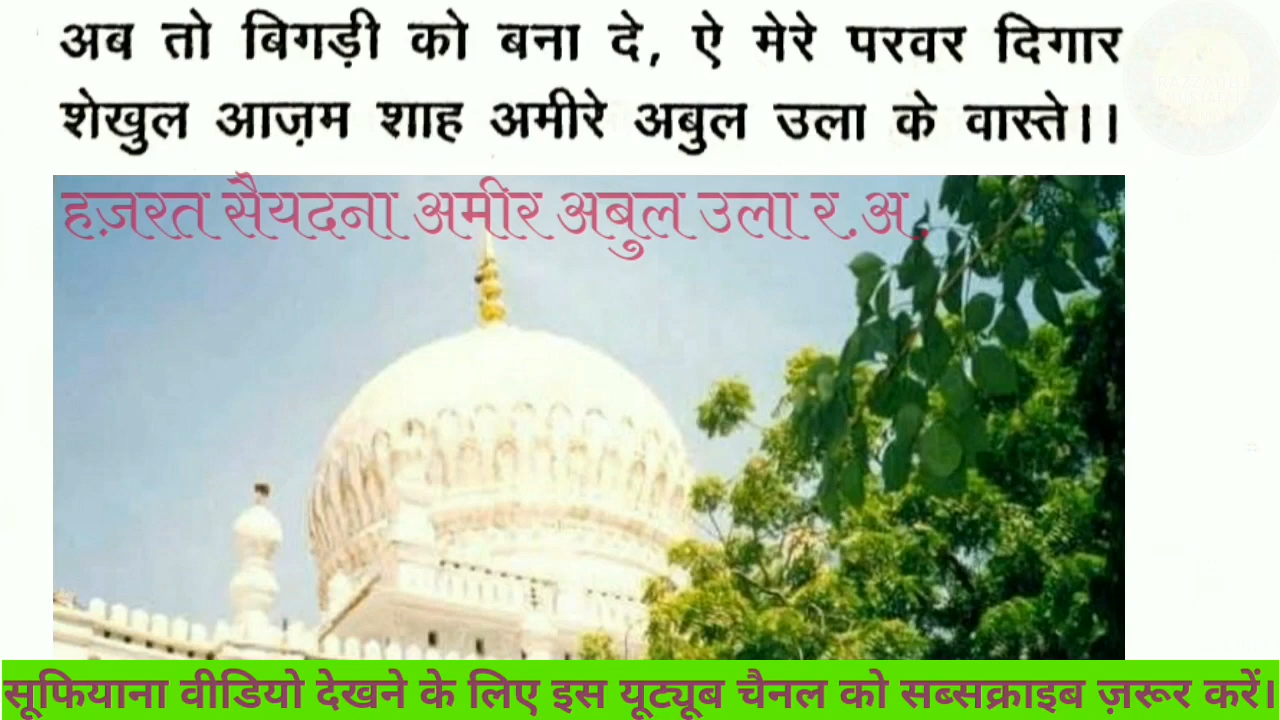 अब तो बिगड़ी को बना दे, ऐ मेरे परवर दिगार
शेखुल आज़म शाह अमीरे अबुल उला के वास्ते।।
हज़रत सैयदना अमीर अबुल उला र.अ.
सूफियाना वीडियो देखने के लिए इस यूट्यूब चैनल को सब्सक्राइब ज़रूर करें।